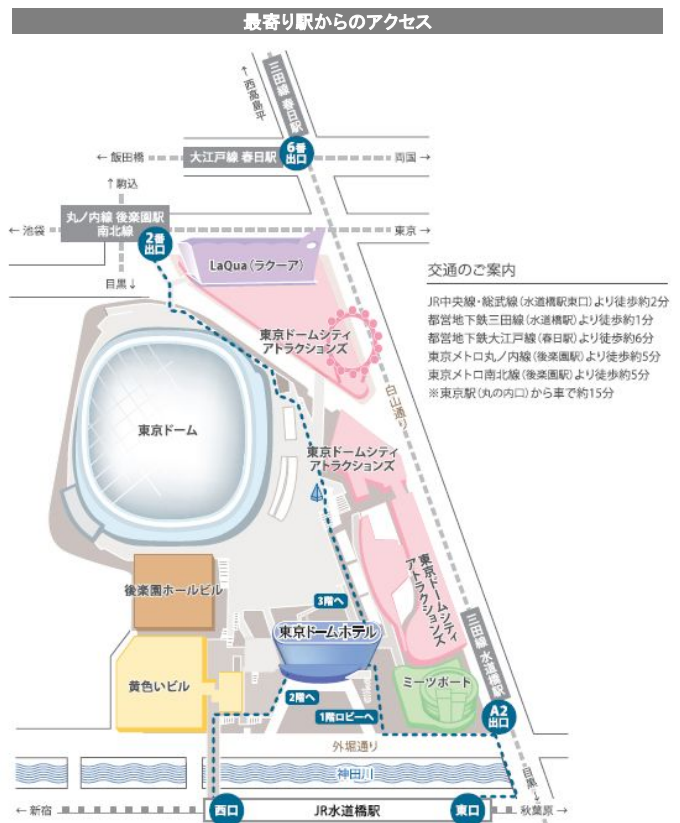 最寄り駅からのアクセス
↑西高島平
三田線 春日駅
6番出口
← 飯田橋
大江戸線 春日駅
両国 →
↑駒込
← 池袋
丸ノ内線 後楽園駅
南北線
2番出口
東京 →
目黒↓
LaQua(ラクーア)
東京ドームシティ
アトラクションズ
白山通り
東京ドーム
東京ドームシティ
アトラクションズ
東京ドームシティ
アトラクションズ
後楽園ホールビル
3階へ
東京ドームホテル
三田線 水道橋駅
黄色いビル
ミーツポート
2階へ
1階ロビーへ
A2出口
外堀通り
神田川
目黒↓
← 新宿
西口
JR水道橋駅
東口
秋葉原 →
交通のご案内
JR中央線・総武線(水道橋駅東口)より徒歩約2分
都営地下鉄三田線(水道橋駅)より徒歩約1分
都営地下鉄大江戸線(春日駅)より徒歩約6分
東京メトロ丸ノ内線(後楽園駅)より徒歩約5分
東京メトロ南北線(後楽園駅)より徒歩約5分
※東京駅(丸の内口)から車で約15分